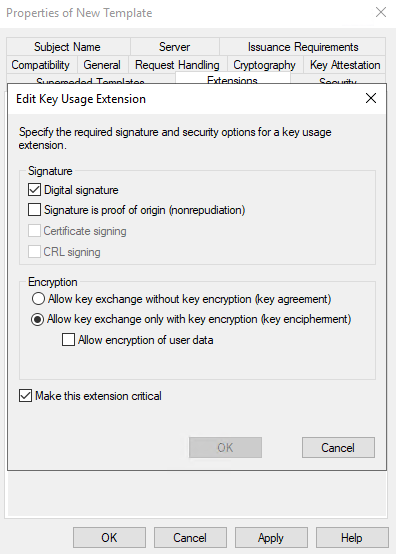 Properties of New Template
Subject Name Server Issuance Requirements
Compatibility General Request Handling Cryptography Key Attestation
Superseded Templates Extensions Security
Edit Key Usage Extension
Specify the required signature and security options for a key usage
extension.
Signature
Digital signature
Signature is proof of origin (nonrepudiation)
Certificate signing
CRL signing
Encryption
Allow key exchange without key encryption (key agreement)
Allow key exchange only with key encryption (key encipherment)
Allow encryption of user data
Make this extension critical
OK Cancel
OK Cancel Apply Help